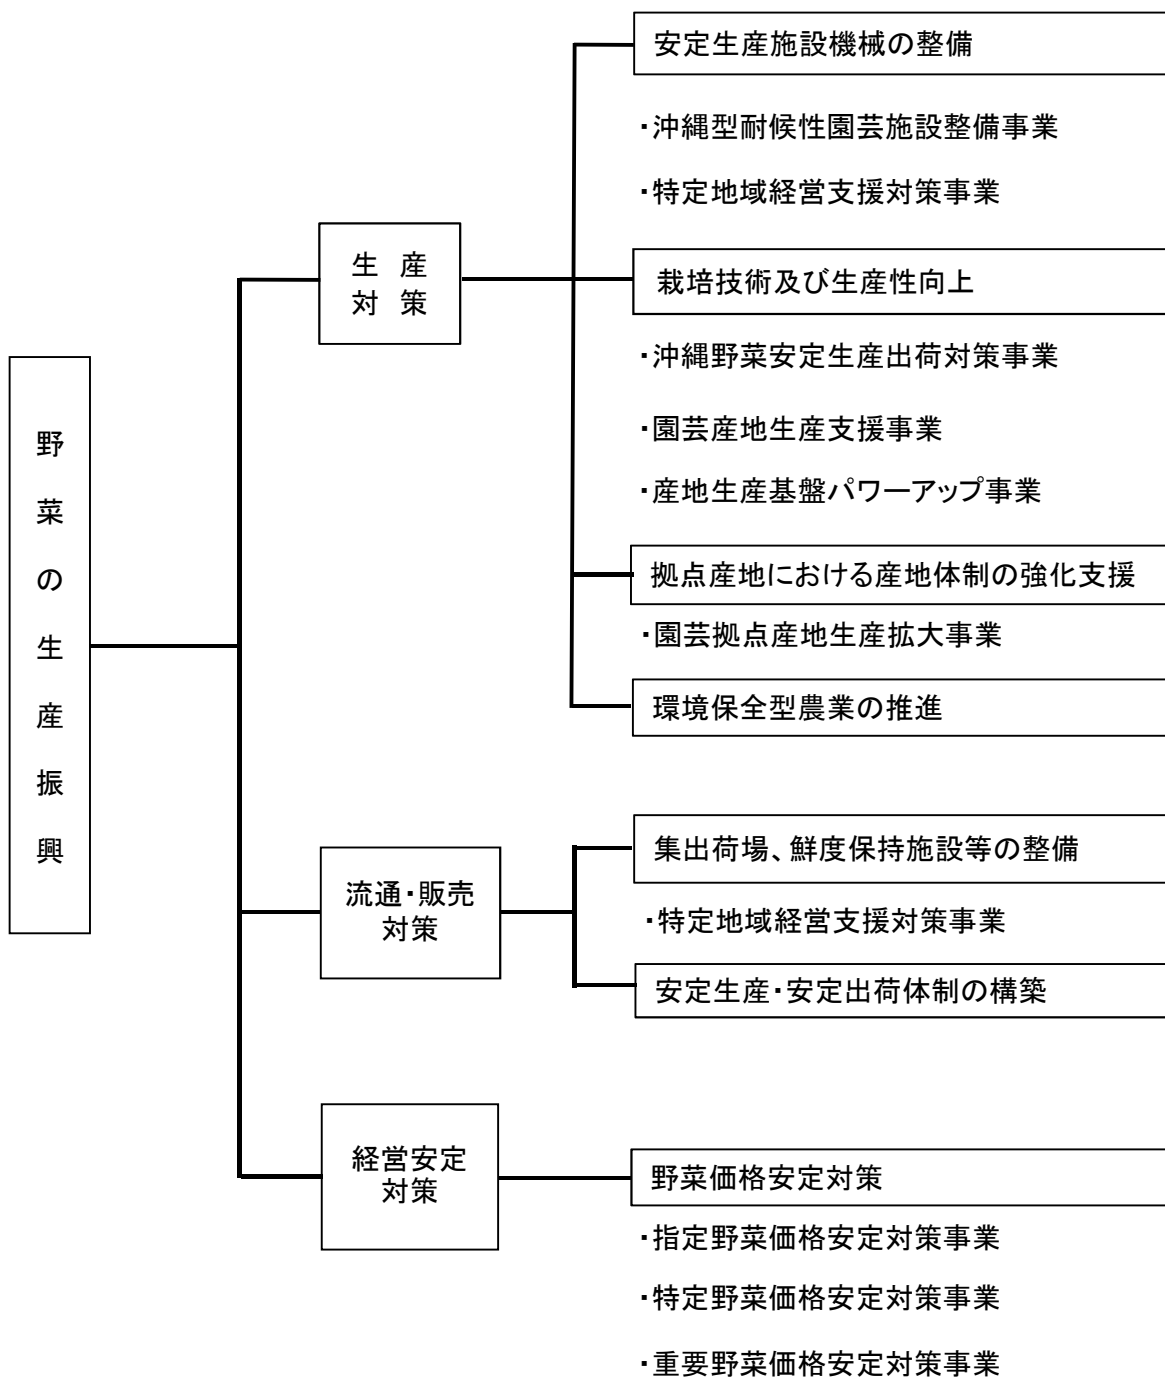 野菜の生産振興
生産
対策
安定生産施設機械の整備
・沖縄型耐候性園芸施設整備事業
・特定地域経営支援対策事業
栽培技術及び生産性向上
・沖縄野菜安定生産出荷対策事業
・園芸産地生産支援事業
・産地生産基盤パワーアップ事業
拠点産地における産地体制の強化支援
・園芸拠点産地生産拡大事業
環境保全型農業の推進
流通・販売
対策
集出荷場、鮮度保持施設等の整備
・特定地域経営支援対策事業
安定生産・安定出荷体制の構築
経営安定
対策
野菜価格安定対策
・指定野菜価格安定対策事業
・特定野菜価格安定対策事業
・重要野菜価格安定対策事業